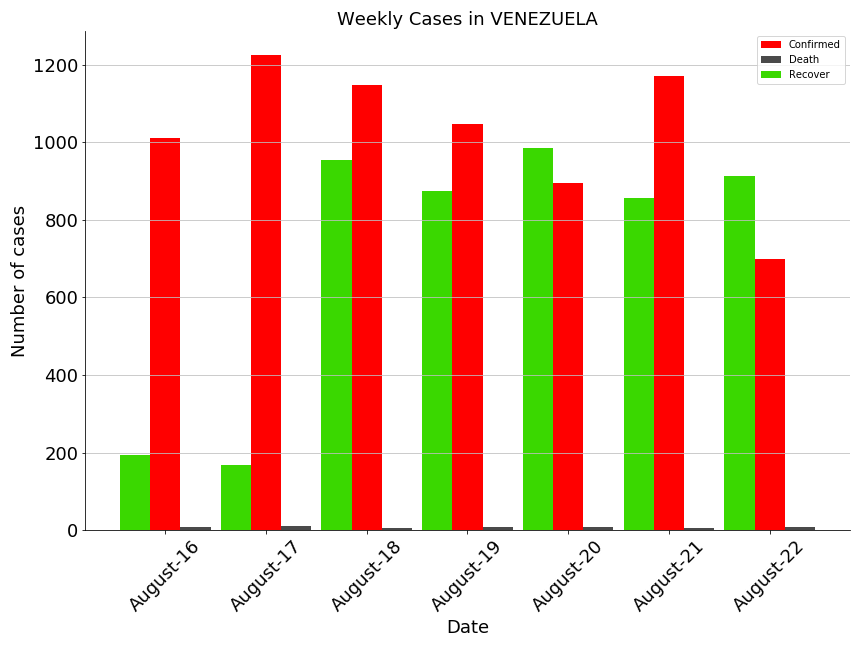 Weekly Cases in VENEZUELA
Confirmed
Death
Recover
Number of cases
1200
1000
800
600
400
200
0
August-16
August-17
August-18
August-19
August-20
August-21
August-22
Date